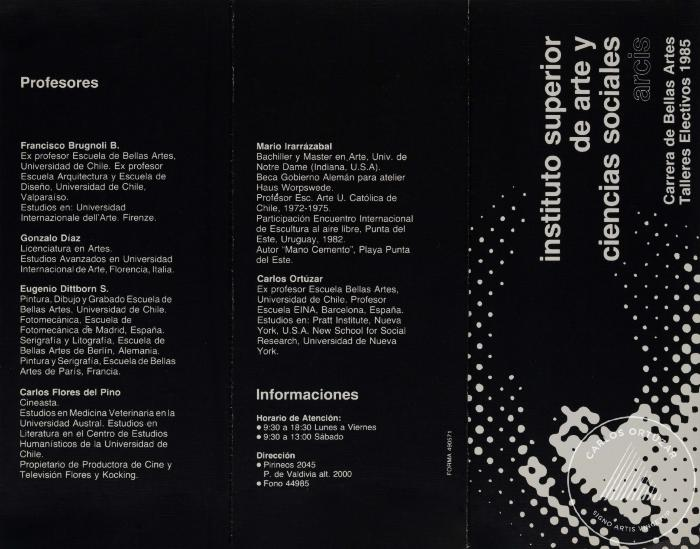 Profesores
Francisco Brugnoli B.
Ex profesor Escuela de Bellas Artes,
Universidad de Chile. Ex profesor
Escuela Arquitectura y Escuela de
Diseño, Universidad de Chile,
Valparaíso.
Estudios en: Universidad
Internazionale dell'Arte. Firenze.
Gonzalo Díaz
Licenciatura en Artes.
Estudios Avanzados en Universidad
Internacional de Arte, Florencia, Italia.
Eugenio Dittborn S.
Pintura, Dibujo y Grabado Escuela de
Bellas Artes, Universidad de Chile.
Fotomecánica, Escuela de
Fotomecánica de Madrid, España.
Serigrafía y Litografía, Escuela de
Bellas Artes de Berlín, Alemania.
Pintura y Serigrafía, Escuela de Bellas
Artes de París, Francia.
Carlos Flores del Pino
Cineasta.
Estudios en Medicina Veterinaria en la
Universidad Austral. Estudios en
Literatura en el Centro de Estudios
Humanísticos de la Universidad de
Chile.
Propietario de Productora de Cine y
Televisión Flores y Kocking.
Mario Irarrázabal
Bachiller y Master en Arte, Univ. de
Notre Dame (Indiana, U.S.A).
Beca Gobierno Alemán para atelier
Haus Worpswede.
Profesor Esc. Arte U. Católica de
Chile, 1972-1975.
Participación Encuentro Internacional
de Escultura al aire libre, Punta del
Este, Uruguay, 1982.
Autor "Mano Cemento", Playa Punta
del Este.
Carlos Ortúzar
Ex profesor Escuela Bellas Artes,
Universidad de Chile. Profesor
Escuela EINA, Barcelona, España.
Estudios en: Pratt Institute, Nueva
York, U.S.A. New School for Social
Research, Universidad de Nueva
York.
Informaciones
Horario de Atención:
● 9:30 a 18:30 Lunes a Viernes
● 9:30 a 13:00 Sábado
Dirección
● Pirineos 2045
P. de Valdivia alt. 2000
● Fono 44985
FORMA 490571
instituto superior
de arte y
ciencias sociales
arcis
Carrera de Bellas Artes
Talleres Electivos 1985
CARLOS ORTÚZAR
SIGNO ARTIS